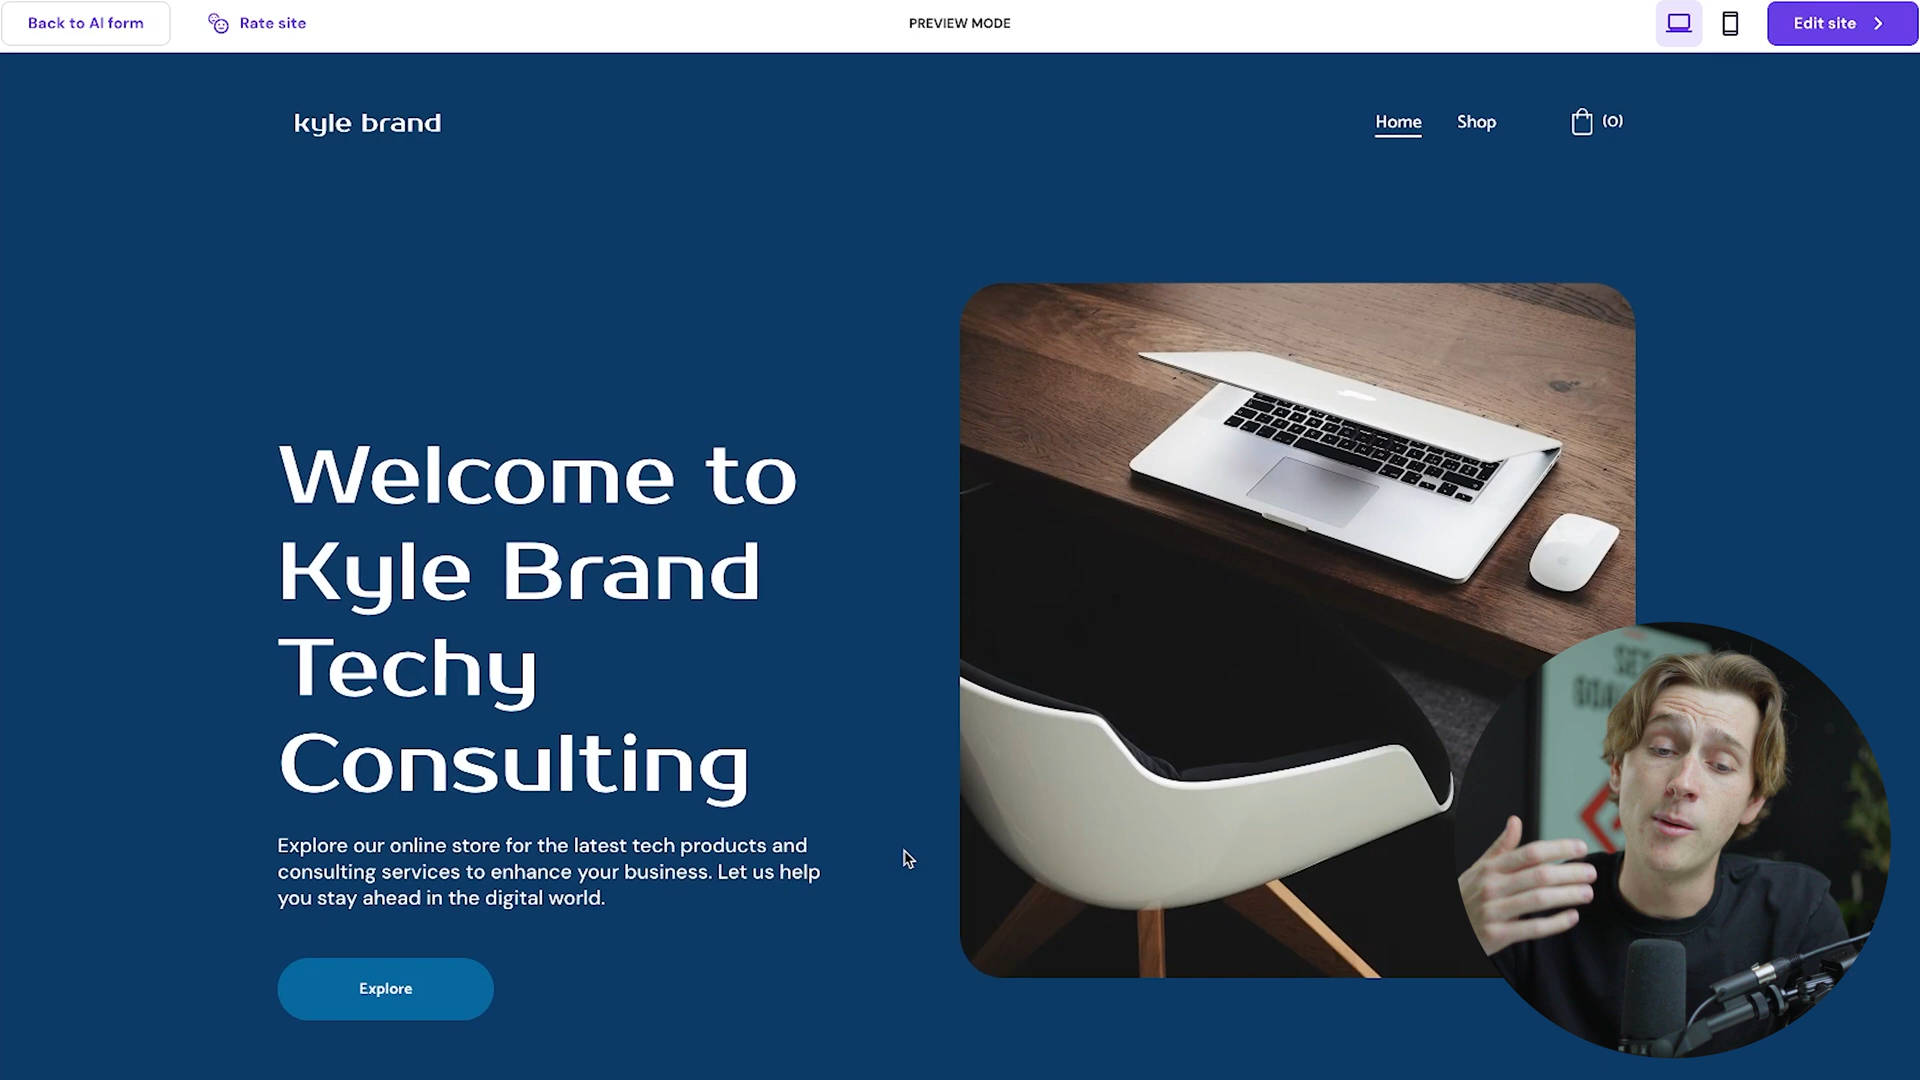 Back to AI form
Rate site
PREVIEW MODE
Edit site
kyle brand
Home
Shop
(0)
Welcome to
Kyle Brand
Techy
Consulting
Explore our online store for the latest tech products and
consulting services to enhance your business. Let us help
you stay ahead in the digital world.
Explore